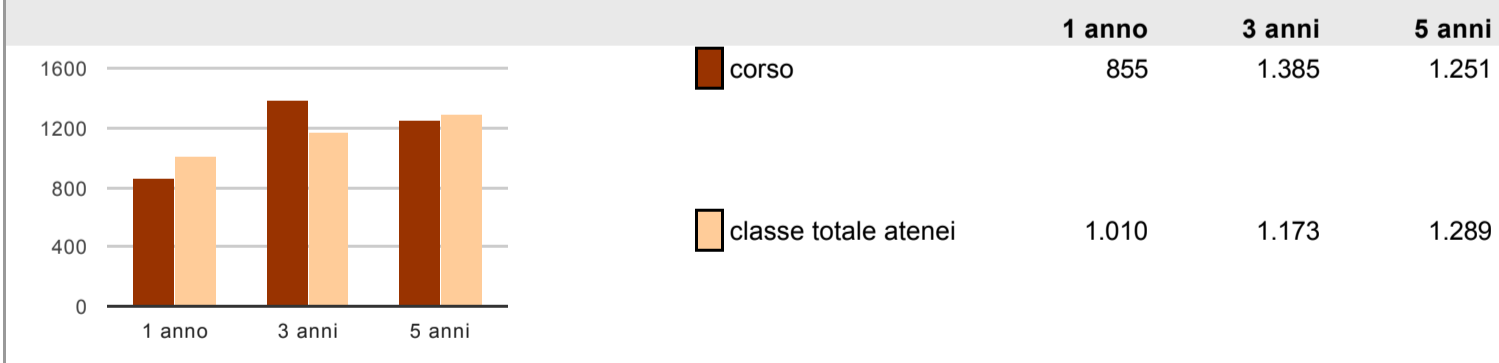 1 anno 3 anni 5 anni
1600
1200
800
400
0
1 anno 3 anni 5 anni
corso 855 1.385 1.251
classe totale atenei 1.010 1.173 1.289